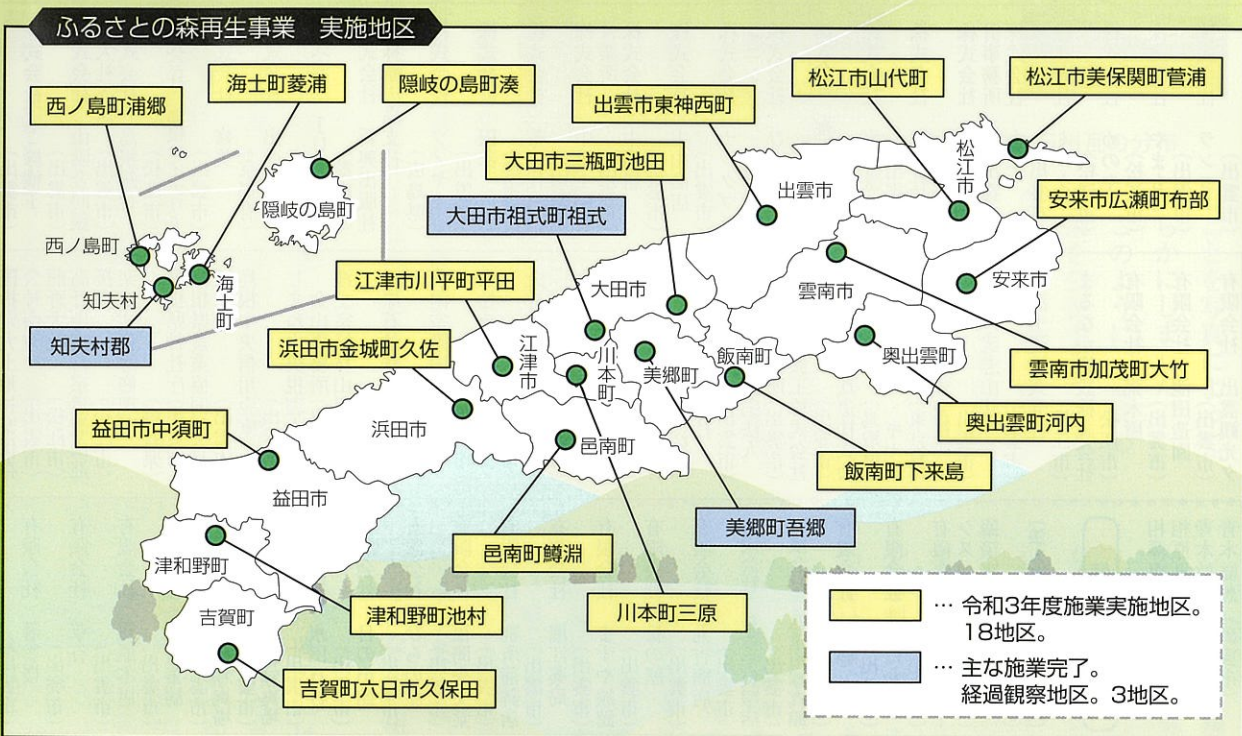 ふるさとの森再生事業　実施地区
西ノ島町浦郷
海士町菱浦
隠岐の島町湊
出雲市東神西町
松江市山代町
松江市美保関町菅浦
大田市三瓶町池田
大田市祖式町祖式
安来市広瀬町布部
江津市川平町平田
浜田市金城町久佐
知夫村郡
益田市中須町
雲南市加茂町大竹
奥出雲町河内
飯南町下来島
美郷町吾郷
邑南町鱒淵
川本町三原
津和野町池村
吉賀町六日市久保田
西ノ島町
知夫村
海士町
隠岐の島町
松江市
出雲市
安来市
雲南市
奥出雲町
大田市
飯南町
美郷町
川本町
江津市
邑南町
浜田市
益田市
津和野町
吉賀町
… 令和3年度施業実施地区。
18地区。
… 主な施業完了。
経過観察地区。3地区。